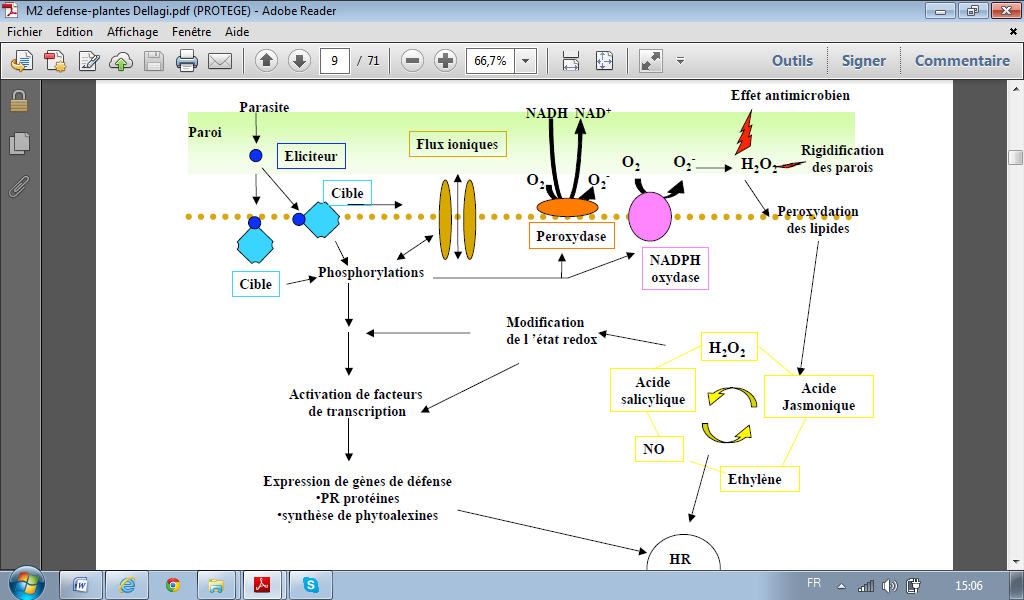 M2 defense-plantes Dellagi.pdf (PROTEGE) - Adobe Reader
Fichier Edition Affichage Fenêtre Aide
9 / 71 66,7% Outils Signer Commentaire
Parasite
Paroi
Eliciteur
Cible
Cible
Flux ioniques
NADH NAD+
O2 O2-
Peroxydase
O2 O2-
NADPH
oxydase
Effet antimicrobien
H2O2
Rigidification
des parois
Peroxydation
des lipides
Phosphorylations
Modification
de l 'état redox
Activation de facteurs
de transcription
Expression de gènes de défense
•PR protéines
•synthèse de phytoalexines
H2O2
Acide
salicylique
Acide
Jasmonique
NO
Ethylène
HR
W
S
FR 15:06